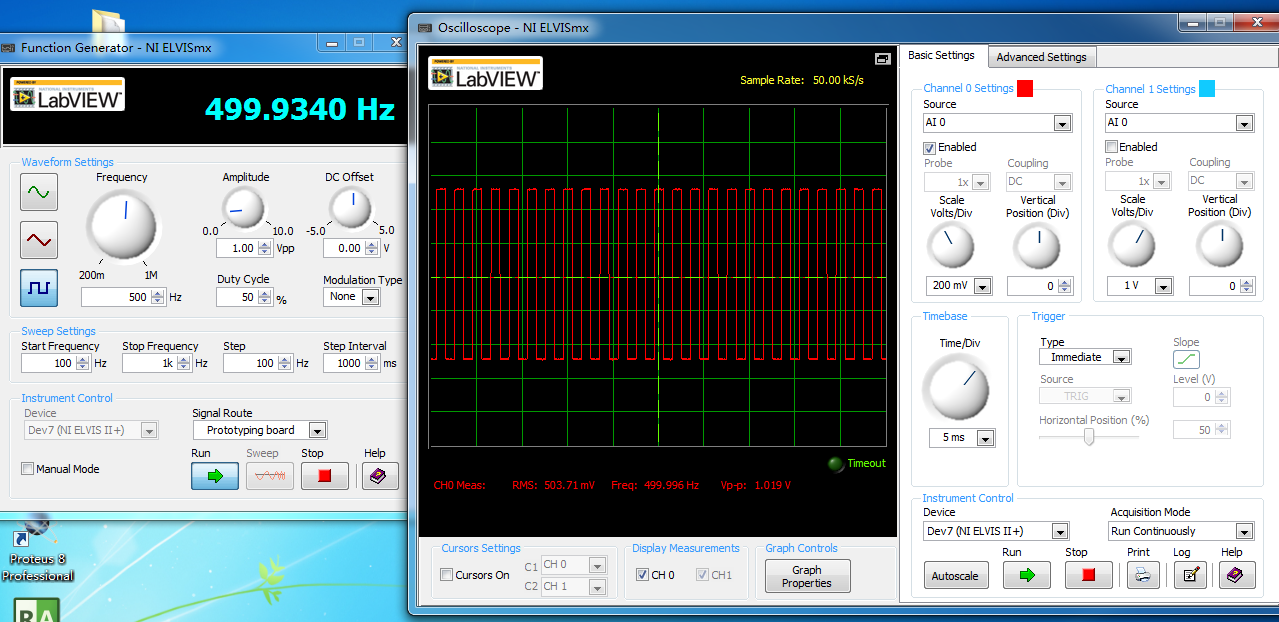 Function Generator - NI ELVISmx
POWERED BY
NATIONAL INSTRUMENTS
LabVIEW
499.9340 Hz
Waveform Settings
Frequency
200m
1M
500 Hz
Amplitude
0.0
10.0
1.00 Vpp
DC Offset
-5.0
5.0
0.00 V
Duty Cycle
50 %
Modulation Type
None
Sweep Settings
Start Frequency
100 Hz
Stop Frequency
1k Hz
Step
100 Hz
Step Interval
1000 ms
Instrument Control
Device
Dev7 (NI ELVIS II+)
Signal Route
Prototyping board
Manual Mode
Run
Sweep
Stop
Help
Proteus 8
Professional
RA
Oscilloscope - NI ELVISmx
POWERED BY
NATIONAL INSTRUMENTS
LabVIEW
Sample Rate: 50.00 kS/s
Timeout
CH0 Meas: RMS: 503.71 mV Freq: 499.996 Hz Vp-p: 1.019 V
Cursors Settings
Cursors On
C1 CH 0
C2 CH 1
Display Measurements
CH 0
CH1
Graph Controls
Graph
Properties
Basic Settings
Advanced Settings
Channel 0 Settings
Source
AI 0
Enabled
Probe
1x
Coupling
DC
Scale
Volts/Div
200 mV
Vertical
Position (Div)
0
Channel 1 Settings
Source
AI 0
Enabled
Probe
1x
Coupling
DC
Scale
Volts/Div
1 V
Vertical
Position (Div)
0
Timebase
Time/Div
5 ms
Trigger
Type
Immediate
Slope
Source
TRIG
Level (V)
0
Horizontal Position (%)
50
Instrument Control
Device
Dev7 (NI ELVIS II+)
Acquisition Mode
Run Continuously
Autoscale
Run
Stop
Print
Log
Help